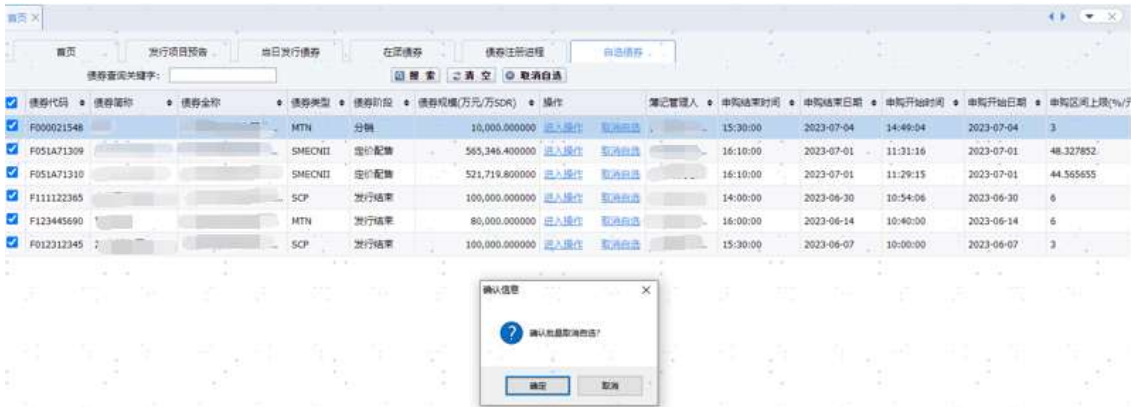 首页
首页 发行项目预告 当日发行债券 在团债券 债券注册进程 自选债券
债券查询关键字: 搜 索 清 空 取消自选
债券代码 债券简称 债券全称 债券类型 债券阶段 债券规模(万元/万SDR) 操作 簿记管理人 申购结束时间 申购结束日期 申购开始时间 申购开始日期 申购区间上限(%/元
F000021548 MTN 分销 10,000.000000 进入操作 取消自选 15:30:00 2023-07-04 14:49:04 2023-07-04 3
F051A71309 SMECNII 定价配售 565,346.400000 进入操作 取消自选 16:10:00 2023-07-01 11:31:16 2023-07-01 48.327852
F051A71310 SMECNII 定价配售 521,719.800000 进入操作 取消自选 16:10:00 2023-07-01 11:29:15 2023-07-01 44.565655
F111122365 SCP 发行结束 100,000.000000 进入操作 取消自选 14:00:00 2023-06-30 10:54:06 2023-06-30 6
F123445690 MTN 发行结束 80,000.000000 进入操作 取消自选 16:00:00 2023-06-14 10:40:00 2023-06-14 6
F012312345 SCP 发行结束 100,000.000000 进入操作 取消自选 15:30:00 2023-06-07 10:00:00 2023-06-07 3
确认信息
确认批量取消自选?
确定 取消